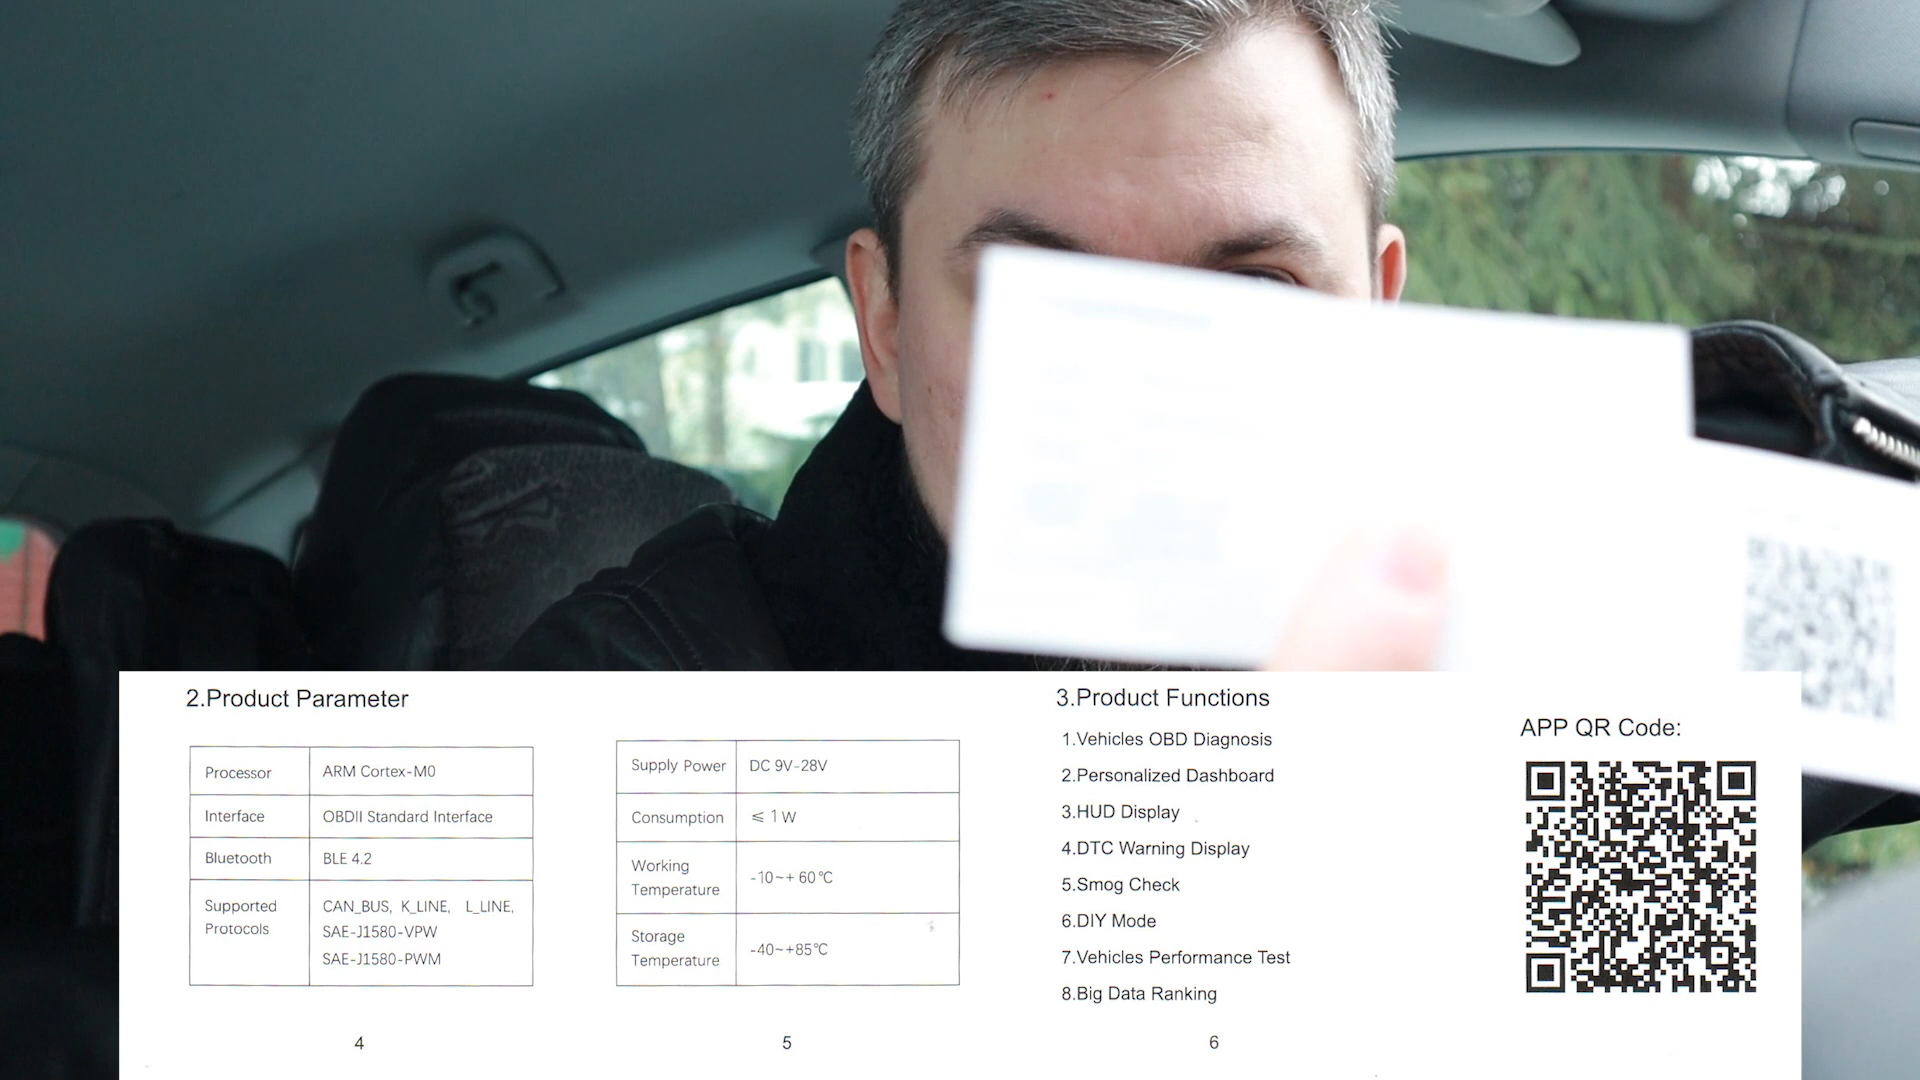 2.Product Parameter
Processor ARM Cortex-M0
Interface OBDII Standard Interface
Bluetooth BLE 4.2
Supported Protocols CAN_BUS, K_LINE, L_LINE,
SAE-J1580-VPW
SAE-J1580-PWM
4
Supply Power DC 9V-28V
Consumption ≤ 1 W
Working
Temperature -10~+ 60℃
Storage
Temperature -40~+85℃
5
3.Product Functions
1.Vehicles OBD Diagnosis
2.Personalized Dashboard
3.HUD Display
4.DTC Warning Display
5.Smog Check
6.DIY Mode
7.Vehicles Performance Test
8.Big Data Ranking
6
APP QR Code: